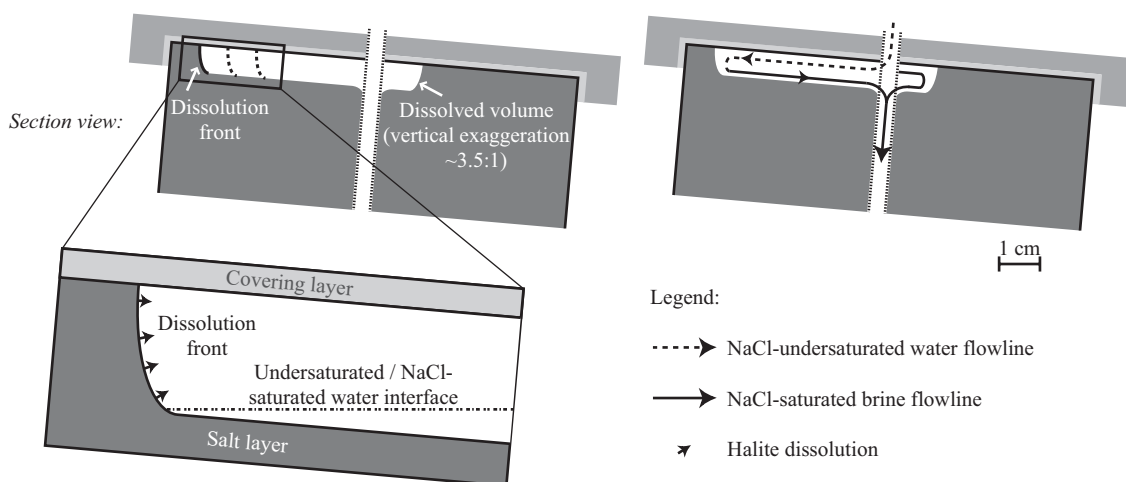 Section view:
Dissolution
front
Dissolved volume
(vertical exaggeration
~3.5:1)
Covering layer
Dissolution
front
Undersaturated / NaCl-
saturated water interface
Salt layer
1 cm
Legend:
NaCl-undersaturated water flowline
NaCl-saturated brine flowline
Halite dissolution